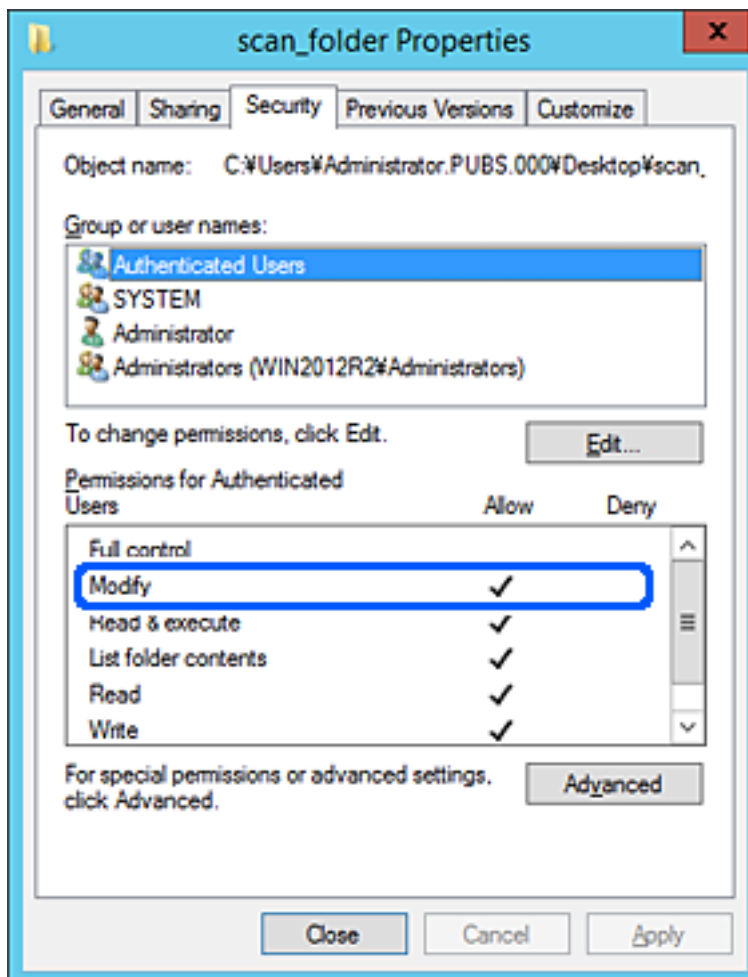 scan_folder Properties
x
General Sharing Security Previous Versions Customize
Object name: C:¥Users¥Administrator.PUBS.000¥Desktop¥scan_
Group or user names:
Authenticated Users
SYSTEM
Administrator
Administrators (WIN2012R2¥Administrators)
To change permissions, click Edit.
Edit...
Permissions for Authenticated
Users Allow Deny
Full control
Modify
Read & execute
List folder contents
Read
Write
For special permissions or advanced settings,
click Advanced.
Advanced
Close Cancel Apply